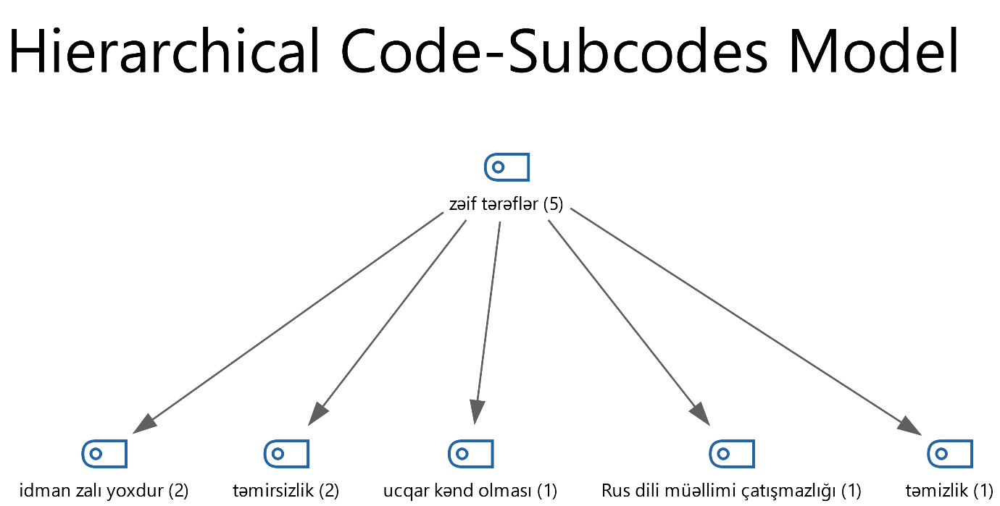 Hierarchical Code-Subcodes Model
zəif tərəflər (5)
idman zalı yoxdur (2)
təmirsizlik (2)
ucqar kənd olması (1)
Rus dili müəllimi çatışmazlığı (1)
təmizlik (1)